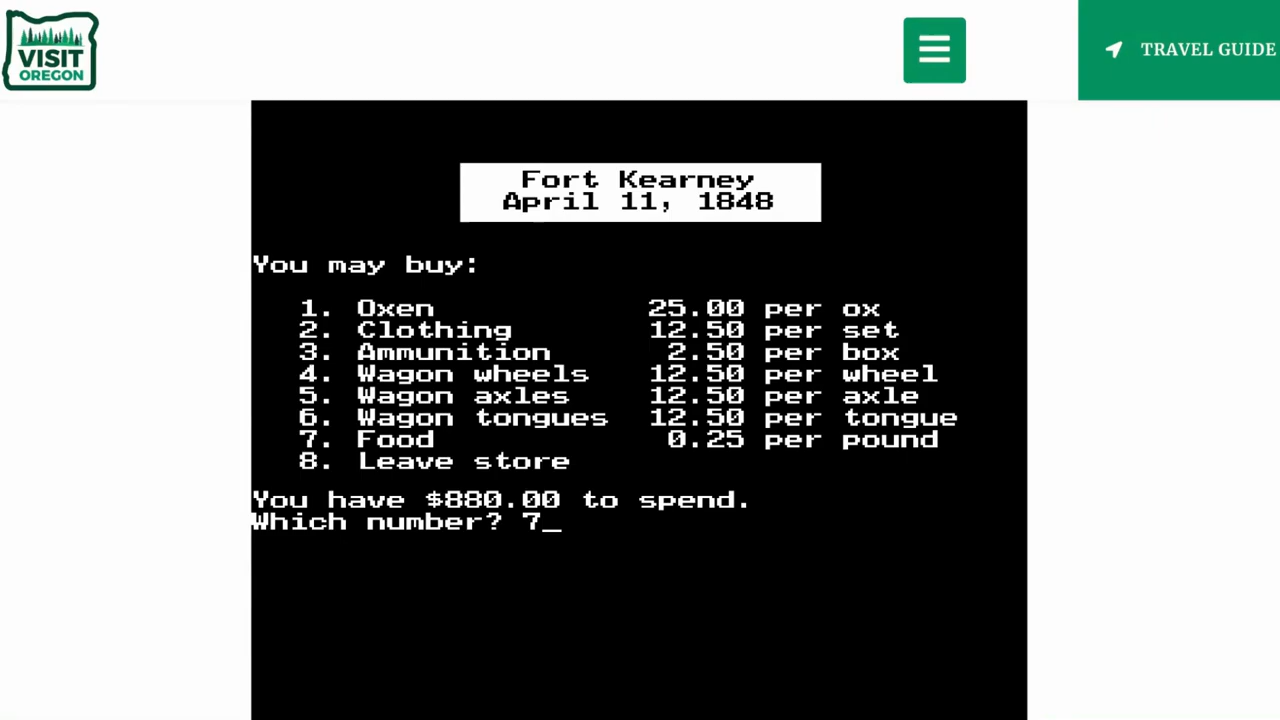 VISIT
OREGON
TRAVEL GUIDE
Fort Kearney
April 11, 1848
You may buy:
1. Oxen 25.00 per ox
2. Clothing 12.50 per set
3. Ammunition 2.50 per box
4. Wagon wheels 12.50 per wheel
5. Wagon axles 12.50 per axle
6. Wagon tongues 12.50 per tongue
7. Food 0.25 per pound
8. Leave store
You have $880.00 to spend.
Which number? 7_